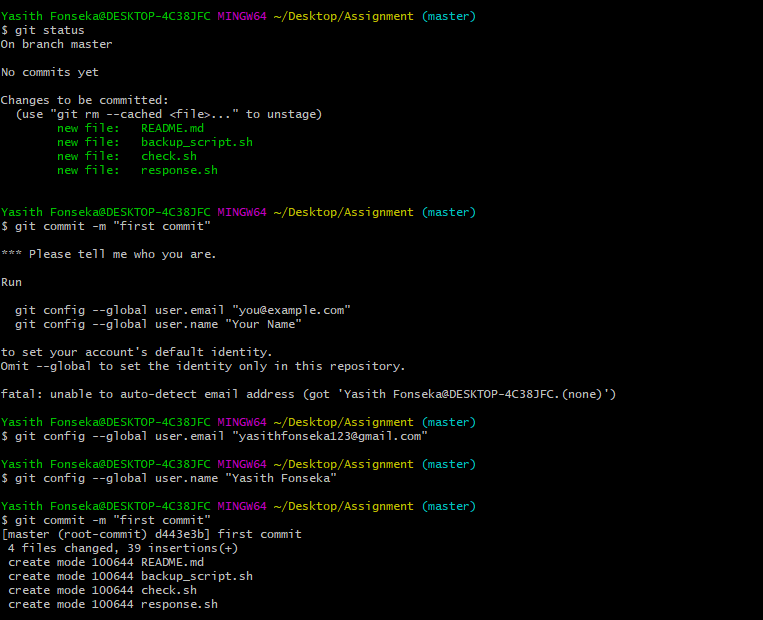 Yasith Fonseka@DESKTOP-4C38JFC MINGW64 ~/Desktop/Assignment (master)
$ git status
On branch master
No commits yet
Changes to be committed:
  (use "git rm --cached <file>..." to unstage)
        new file:   README.md
        new file:   backup_script.sh
        new file:   check.sh
        new file:   response.sh
Yasith Fonseka@DESKTOP-4C38JFC MINGW64 ~/Desktop/Assignment (master)
$ git commit -m "first commit"
*** Please tell me who you are.
Run
  git config --global user.email "you@example.com"
  git config --global user.name "Your Name"
to set your account's default identity.
Omit --global to set the identity only in this repository.
fatal: unable to auto-detect email address (got 'Yasith Fonseka@DESKTOP-4C38JFC.(none)')
Yasith Fonseka@DESKTOP-4C38JFC MINGW64 ~/Desktop/Assignment (master)
$ git config --global user.email "yasithfonseka123@gmail.com"
Yasith Fonseka@DESKTOP-4C38JFC MINGW64 ~/Desktop/Assignment (master)
$ git config --global user.name "Yasith Fonseka"
Yasith Fonseka@DESKTOP-4C38JFC MINGW64 ~/Desktop/Assignment (master)
$ git commit -m "first commit"
[master (root-commit) d443e3b] first commit
 4 files changed, 39 insertions(+)
 create mode 100644 README.md
 create mode 100644 backup_script.sh
 create mode 100644 check.sh
 create mode 100644 response.sh